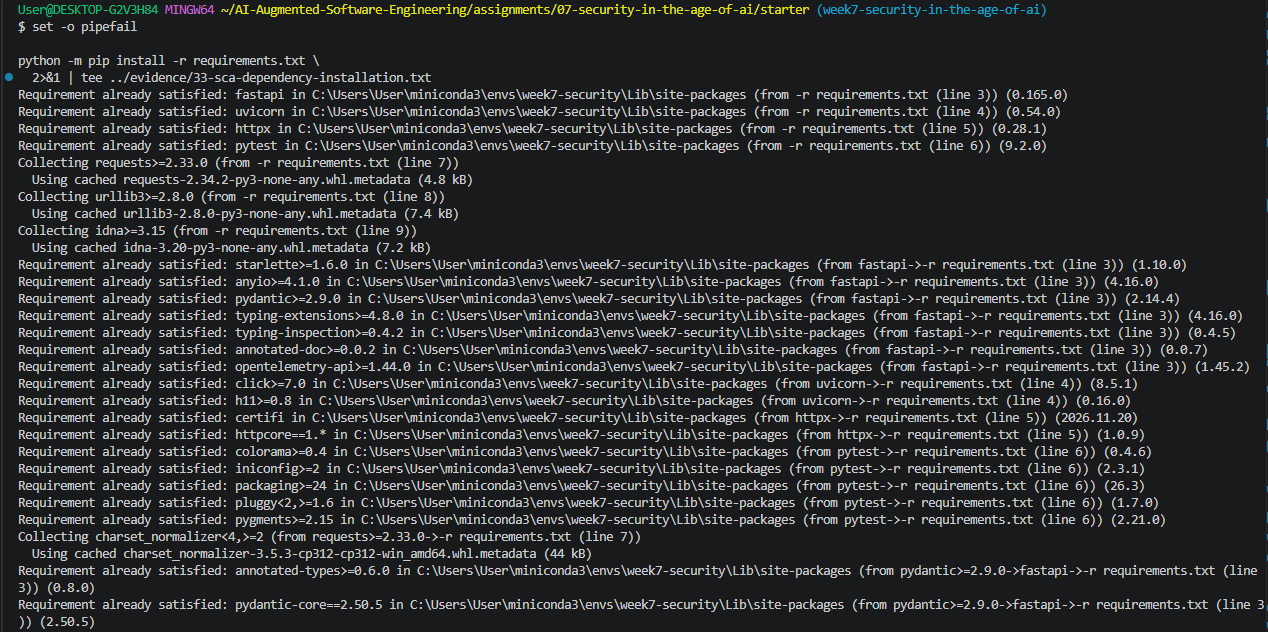 User@DESKTOP-G2V3H84 MINGW64 ~/AI-Augmented-Software-Engineering/assignments/07-security-in-the-age-of-ai/starter (week7-security-in-the-age-of-ai)
$ set -o pipefail
python -m pip install -r requirements.txt \
  2>&1 | tee ../evidence/33-sca-dependency-installation.txt
Requirement already satisfied: fastapi in C:\Users\User\miniconda3\envs\week7-security\Lib\site-packages (from -r requirements.txt (line 3)) (0.165.0)
Requirement already satisfied: uvicorn in C:\Users\User\miniconda3\envs\week7-security\Lib\site-packages (from -r requirements.txt (line 4)) (0.54.0)
Requirement already satisfied: httpx in C:\Users\User\miniconda3\envs\week7-security\Lib\site-packages (from -r requirements.txt (line 5)) (0.28.1)
Requirement already satisfied: pytest in C:\Users\User\miniconda3\envs\week7-security\Lib\site-packages (from -r requirements.txt (line 6)) (9.2.0)
Collecting requests>=2.33.0 (from -r requirements.txt (line 7))
  Using cached requests-2.34.2-py3-none-any.whl.metadata (4.8 kB)
Collecting urllib3>=2.8.0 (from -r requirements.txt (line 8))
  Using cached urllib3-2.8.0-py3-none-any.whl.metadata (7.4 kB)
Collecting idna>=3.15 (from -r requirements.txt (line 9))
  Using cached idna-3.20-py3-none-any.whl.metadata (7.2 kB)
Requirement already satisfied: starlette>=1.6.0 in C:\Users\User\miniconda3\envs\week7-security\Lib\site-packages (from fastapi->-r requirements.txt (line 3)) (1.10.0)
Requirement already satisfied: anyio>=4.1.0 in C:\Users\User\miniconda3\envs\week7-security\Lib\site-packages (from fastapi->-r requirements.txt (line 3)) (4.16.0)
Requirement already satisfied: pydantic>=2.9.0 in C:\Users\User\miniconda3\envs\week7-security\Lib\site-packages (from fastapi->-r requirements.txt (line 3)) (2.14.4)
Requirement already satisfied: typing-extensions>=4.8.0 in C:\Users\User\miniconda3\envs\week7-security\Lib\site-packages (from fastapi->-r requirements.txt (line 3)) (4.16.0)
Requirement already satisfied: typing-inspection>=0.4.2 in C:\Users\User\miniconda3\envs\week7-security\Lib\site-packages (from fastapi->-r requirements.txt (line 3)) (0.4.5)
Requirement already satisfied: annotated-doc>=0.0.2 in C:\Users\User\miniconda3\envs\week7-security\Lib\site-packages (from fastapi->-r requirements.txt (line 3)) (0.0.7)
Requirement already satisfied: opentelemetry-api>=1.44.0 in C:\Users\User\miniconda3\envs\week7-security\Lib\site-packages (from fastapi->-r requirements.txt (line 3)) (1.45.2)
Requirement already satisfied: click>=7.0 in C:\Users\User\miniconda3\envs\week7-security\Lib\site-packages (from uvicorn->-r requirements.txt (line 4)) (8.5.1)
Requirement already satisfied: h11>=0.8 in C:\Users\User\miniconda3\envs\week7-security\Lib\site-packages (from uvicorn->-r requirements.txt (line 4)) (0.16.0)
Requirement already satisfied: certifi in C:\Users\User\miniconda3\envs\week7-security\Lib\site-packages (from httpx->-r requirements.txt (line 5)) (2026.11.20)
Requirement already satisfied: httpcore==1.* in C:\Users\User\miniconda3\envs\week7-security\Lib\site-packages (from httpx->-r requirements.txt (line 5)) (1.0.9)
Requirement already satisfied: colorama>=0.4 in C:\Users\User\miniconda3\envs\week7-security\Lib\site-packages (from pytest->-r requirements.txt (line 6)) (0.4.6)
Requirement already satisfied: iniconfig>=2 in C:\Users\User\miniconda3\envs\week7-security\Lib\site-packages (from pytest->-r requirements.txt (line 6)) (2.3.1)
Requirement already satisfied: packaging>=24 in C:\Users\User\miniconda3\envs\week7-security\Lib\site-packages (from pytest->-r requirements.txt (line 6)) (26.3)
Requirement already satisfied: pluggy<2,>=1.6 in C:\Users\User\miniconda3\envs\week7-security\Lib\site-packages (from pytest->-r requirements.txt (line 6)) (1.7.0)
Requirement already satisfied: pygments>=2.15 in C:\Users\User\miniconda3\envs\week7-security\Lib\site-packages (from pytest->-r requirements.txt (line 6)) (2.21.0)
Collecting charset_normalizer<4,>=2 (from requests>=2.33.0->-r requirements.txt (line 7))
  Using cached charset_normalizer-3.5.3-cp312-cp312-win_amd64.whl.metadata (44 kB)
Requirement already satisfied: annotated-types>=0.6.0 in C:\Users\User\miniconda3\envs\week7-security\Lib\site-packages (from pydantic>=2.9.0->fastapi->-r requirements.txt (line
3)) (0.8.0)
Requirement already satisfied: pydantic-core==2.50.5 in C:\Users\User\miniconda3\envs\week7-security\Lib\site-packages (from pydantic>=2.9.0->fastapi->-r requirements.txt (line 3
)) (2.50.5)